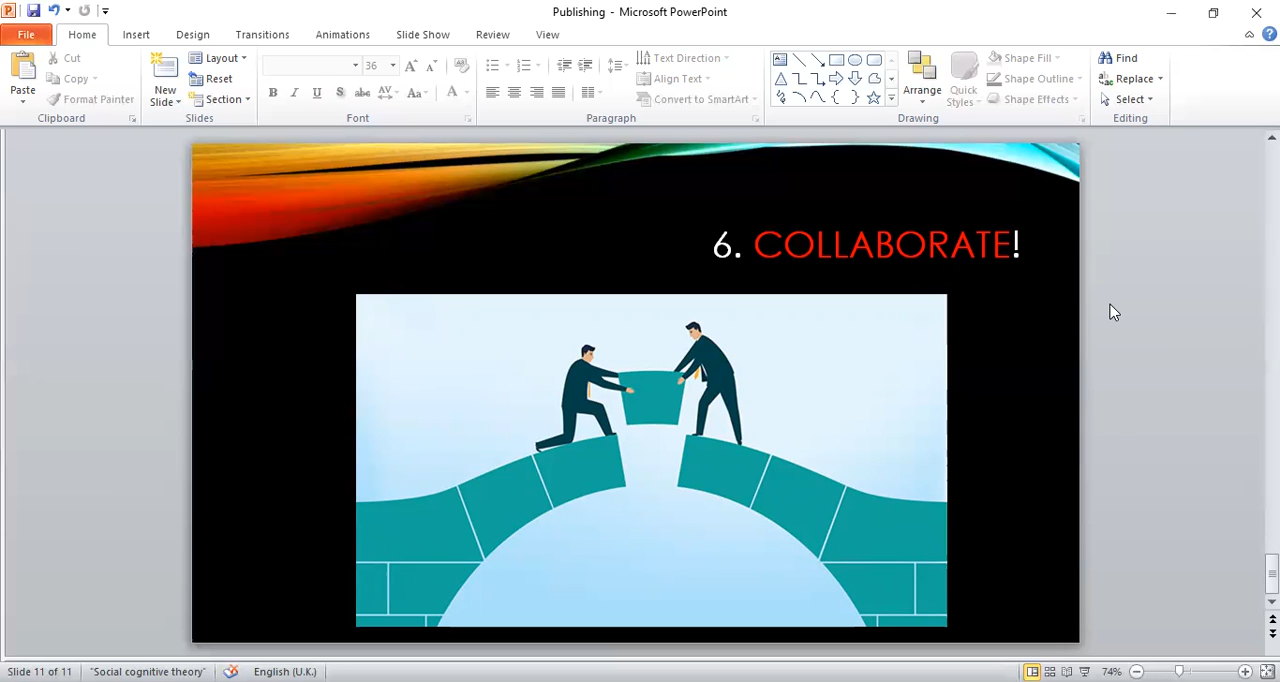 Publishing - Microsoft PowerPoint
File Home Insert Design Transitions Animations Slide Show Review View
Paste
Cut
Copy
Format Painter
Clipboard
New Slide
Layout
Reset
Section
Slides
36
B I U S abc AV Aa A
Font
Text Direction
Align Text
Convert to SmartArt
Paragraph
Arrange
Quick Styles
Shape Fill
Shape Outline
Shape Effects
Drawing
Find
Replace
Select
Editing
6. COLLABORATE!
Slide 11 of 11 "Social cognitive theory" English (U.K.) 74%